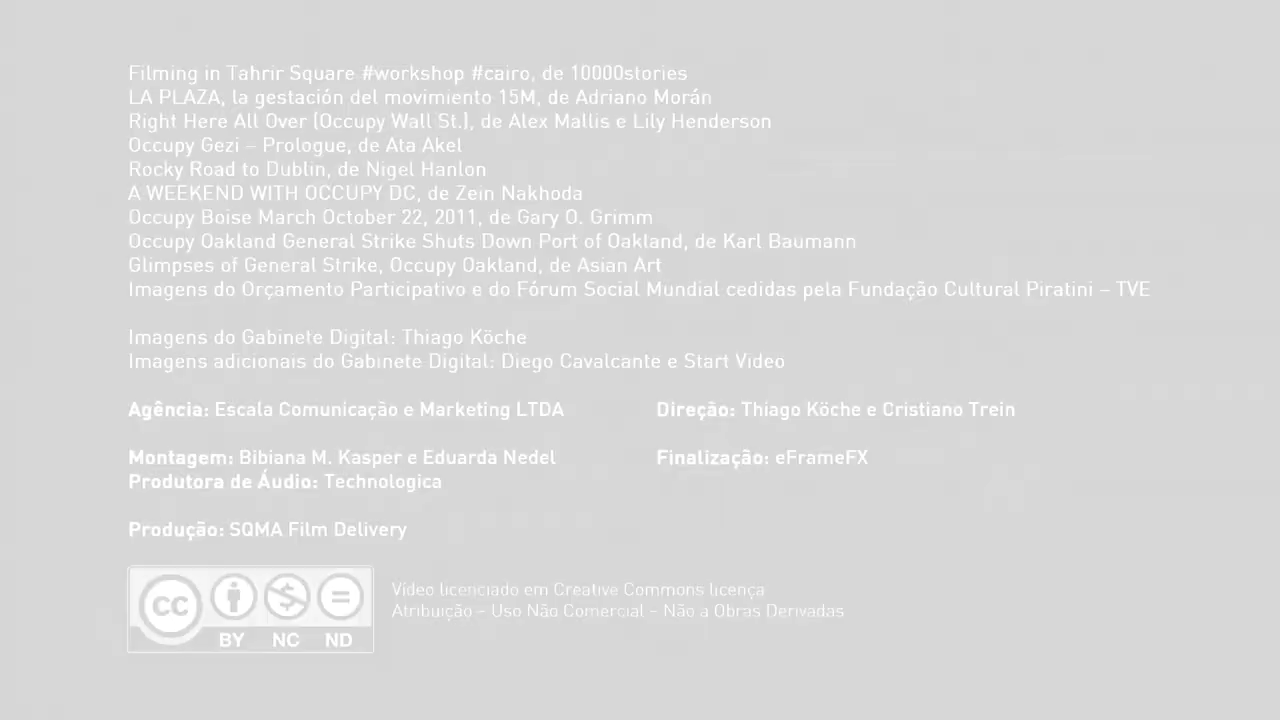 Filming in Tahrir Square #workshop #cairo, de 10000stories
LA PLAZA, la gestación del movimiento 15M, de Adriano Morán
Right Here All Over (Occupy Wall St.), de Alex Mallis e Lily Henderson
Occupy Gezi – Prologue, de Ata Akel
Rocky Road to Dublin, de Nigel Hanlon
A WEEKEND WITH OCCUPY DC, de Zein Nakhoda
Occupy Boise March October 22, 2011, de Gary O. Grimm
Occupy Oakland General Strike Shuts Down Port of Oakland, de Karl Baumann
Glimpses of General Strike, Occupy Oakland, de Asian Art
Imagens do Orçamento Participativo e do Fórum Social Mundial cedidas pela Fundação Cultural Piratini – TVE
Imagens do Gabinete Digital: Thiago Köche
Imagens adicionais do Gabinete Digital: Diego Cavalcante e Start Video
Agência: Escala Comunicação e Marketing LTDA
Direção: Thiago Köche e Cristiano Trein
Montagem: Bibiana M. Kasper e Eduarda Nedel
Finalização: eFrameFX
Produtora de Áudio: Technologica
Produção: SQMA Film Delivery
cc
BY NC ND
Vídeo licenciado em Creative Commons licença
Atribuição – Uso Não Comercial – Não a Obras Derivadas